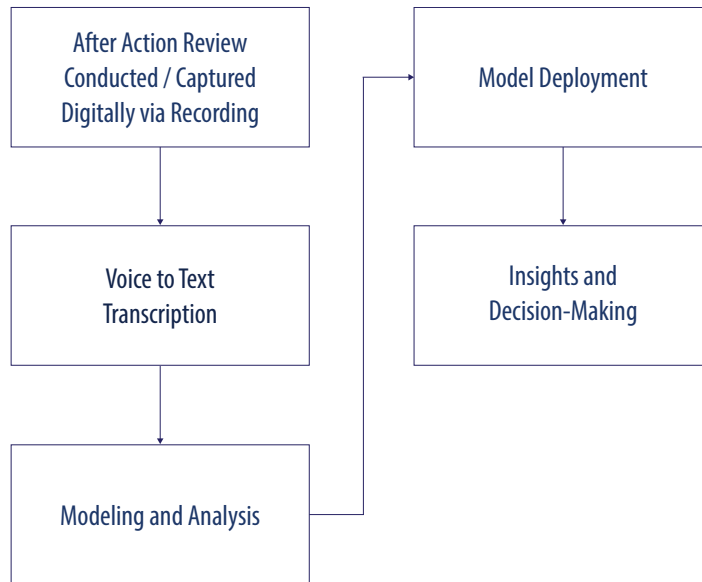 After Action Review
Conducted / Captured
Digitally via Recording
Voice to Text
Transcription
Modeling and Analysis
Model Deployment
Insights and
Decision-Making